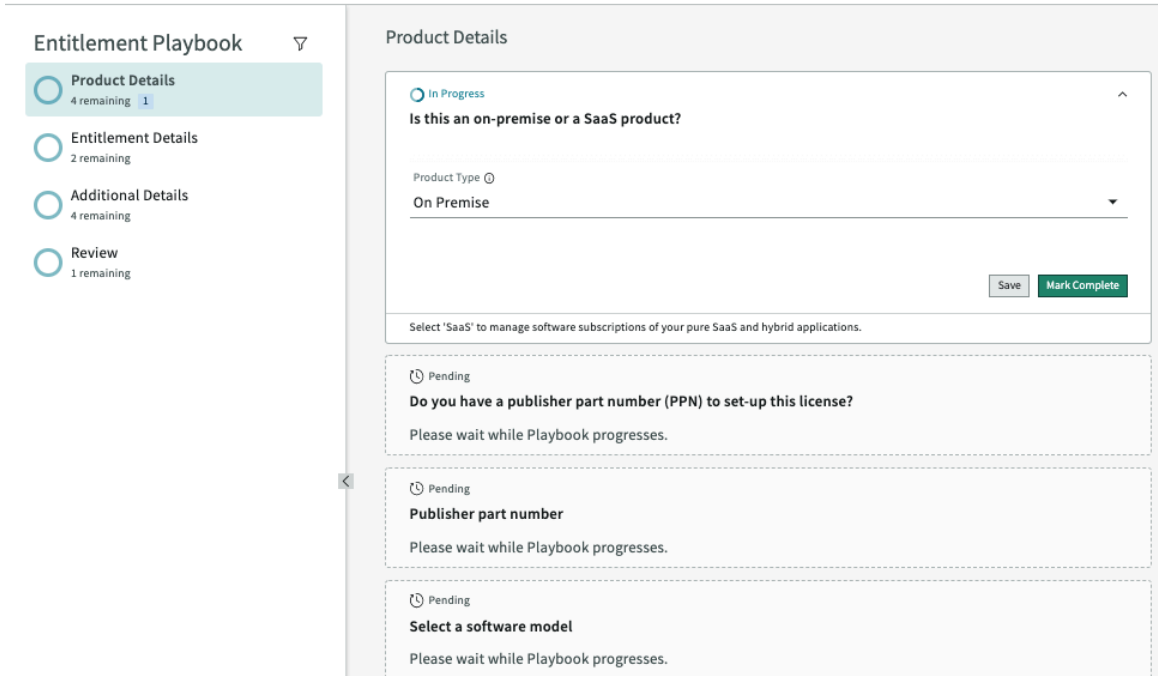 Entitlement Playbook
Product Details
4 remaining 1
Entitlement Details
2 remaining
Additional Details
4 remaining
Review
1 remaining
Product Details
In Progress
Is this an on-premise or a SaaS product?
Product Type
On Premise
Save Mark Complete
Select 'SaaS' to manage software subscriptions of your pure SaaS and hybrid applications.
Pending
Do you have a publisher part number (PPN) to set-up this license?
Please wait while Playbook progresses.
Pending
Publisher part number
Please wait while Playbook progresses.
Pending
Select a software model
Please wait while Playbook progresses.